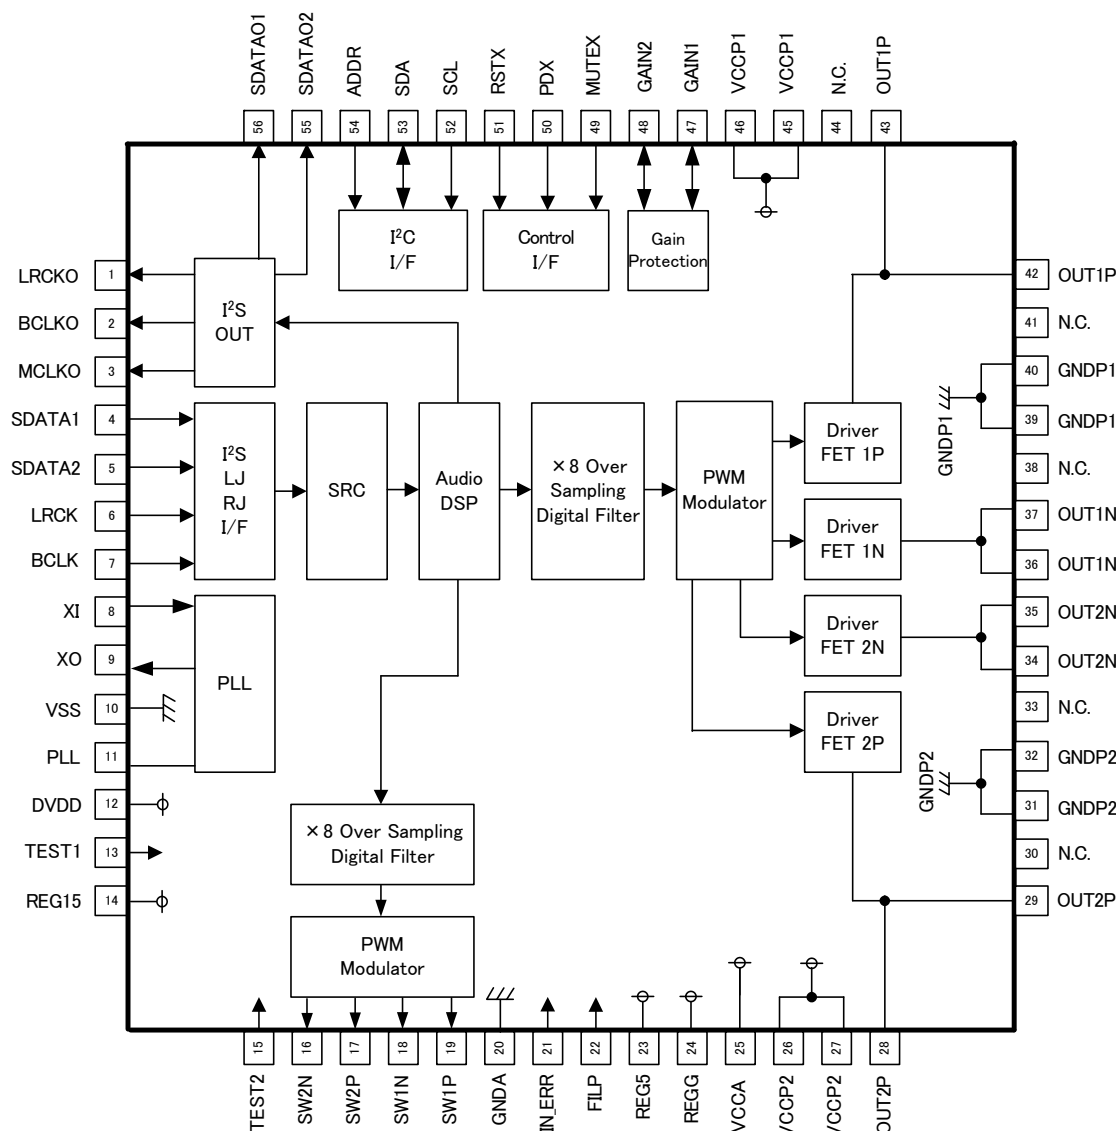 SDATAO1
SDATAO2
ADDR
SDA
SCL
RSTX
PDX
MUTEX
GAIN2
GAIN1
VCCP1
VCCP1
N.C.
OUT1P
56
55
54
53
52
51
50
49
48
47
46
45
44
43
I²C
I/F
Control
I/F
Gain
Protection
LRCKO
1
BCLKO
2
MCLKO
3
SDATA1
4
SDATA2
5
LRCK
6
BCLK
7
XI
8
XO
9
VSS
10
PLL
11
DVDD
12
TEST1
13
REG15
14
I²S
OUT
I²S
LJ
RJ
I/F
SRC
Audio
DSP
×8 Over
Sampling
Digital Filter
PWM
Modulator
Driver
FET 1P
Driver
FET 1N
Driver
FET 2N
Driver
FET 2P
PLL
×8 Over Sampling
Digital Filter
PWM
Modulator
GNDP1
GNDP2
42
OUT1P
41
N.C.
40
GNDP1
39
GNDP1
38
N.C.
37
OUT1N
36
OUT1N
35
OUT2N
34
OUT2N
33
N.C.
32
GNDP2
31
GNDP2
30
N.C.
29
OUT2P
15
16
17
18
19
20
21
22
23
24
25
26
27
28
TEST2
SW2N
SW2P
SW1N
SW1P
GNDA
IN_ERR
FILP
REG5
REGG
VCCA
VCCP2
VCCP2
OUT2P